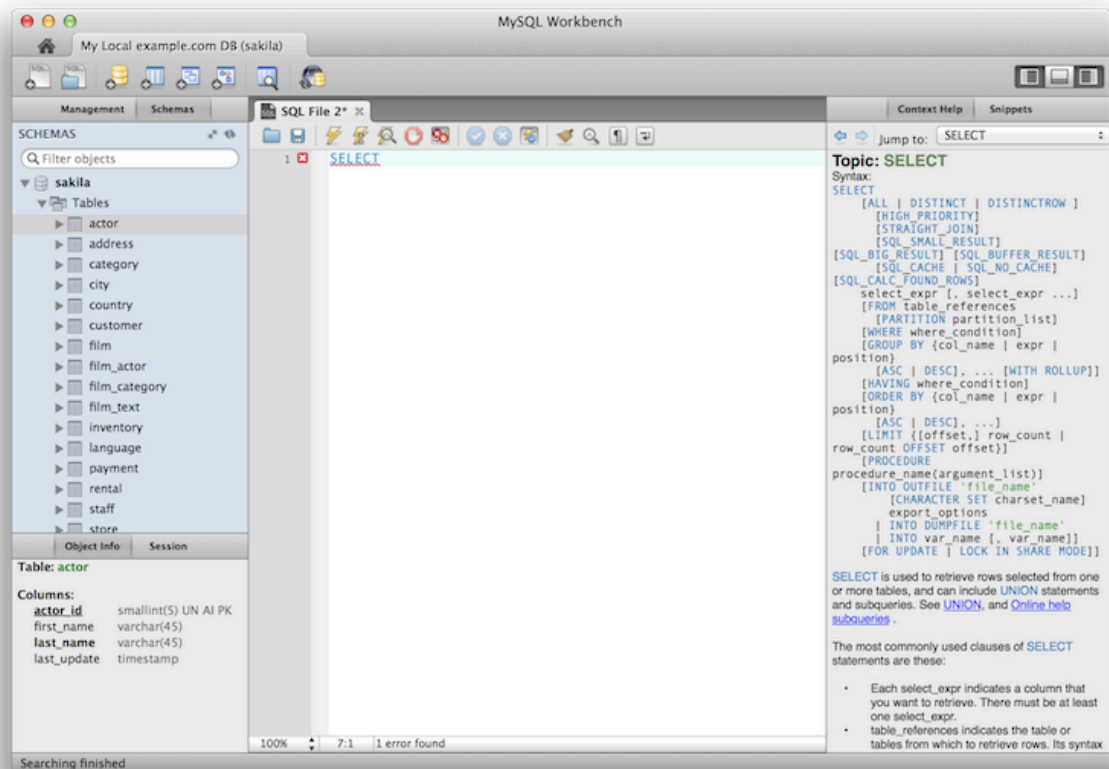 MySQL Workbench
My Local example.com DB (sakila)
Management Schemas
SCHEMAS
Filter objects
sakila
Tables
actor
address
category
city
country
customer
film
film_actor
film_category
film_text
inventory
language
payment
rental
staff
store
Object Info Session
Table: actor
Columns:
actor_id smallint(5) UN AI PK
first_name varchar(45)
last_name varchar(45)
last_update timestamp
SQL File 2*
1 SELECT
100% 7:1 1 error found
Context Help Snippets
Jump to: SELECT
Topic: SELECT
Syntax:
SELECT
[ALL | DISTINCT | DISTINCTROW ]
[HIGH_PRIORITY]
[STRAIGHT_JOIN]
[SQL_SMALL_RESULT]
[SQL_BIG_RESULT] [SQL_BUFFER_RESULT]
[SQL_CACHE | SQL_NO_CACHE]
[SQL_CALC_FOUND_ROWS]
select_expr [, select_expr ...]
[FROM table_references
[PARTITION partition_list]
[WHERE where_condition]
[GROUP BY {col_name | expr |
position}
[ASC | DESC], ... [WITH ROLLUP]]
[HAVING where_condition]
[ORDER BY {col_name | expr |
position}
[ASC | DESC], ...]
[LIMIT {[offset,] row_count |
row_count OFFSET offset}]
[PROCEDURE
procedure_name(argument_list)]
[INTO OUTFILE 'file_name'
[CHARACTER SET charset_name]
export_options
| INTO DUMPFILE 'file_name'
| INTO var_name [, var_name]]
[FOR UPDATE | LOCK IN SHARE MODE]]
SELECT is used to retrieve rows selected from one
or more tables, and can include UNION statements
and subqueries. See UNION, and Online help
subqueries .
The most commonly used clauses of SELECT
statements are these:
• Each select_expr indicates a column that
you want to retrieve. There must be at least
one select_expr.
• table_references indicates the table or
tables from which to retrieve rows. Its syntax
Searching finished